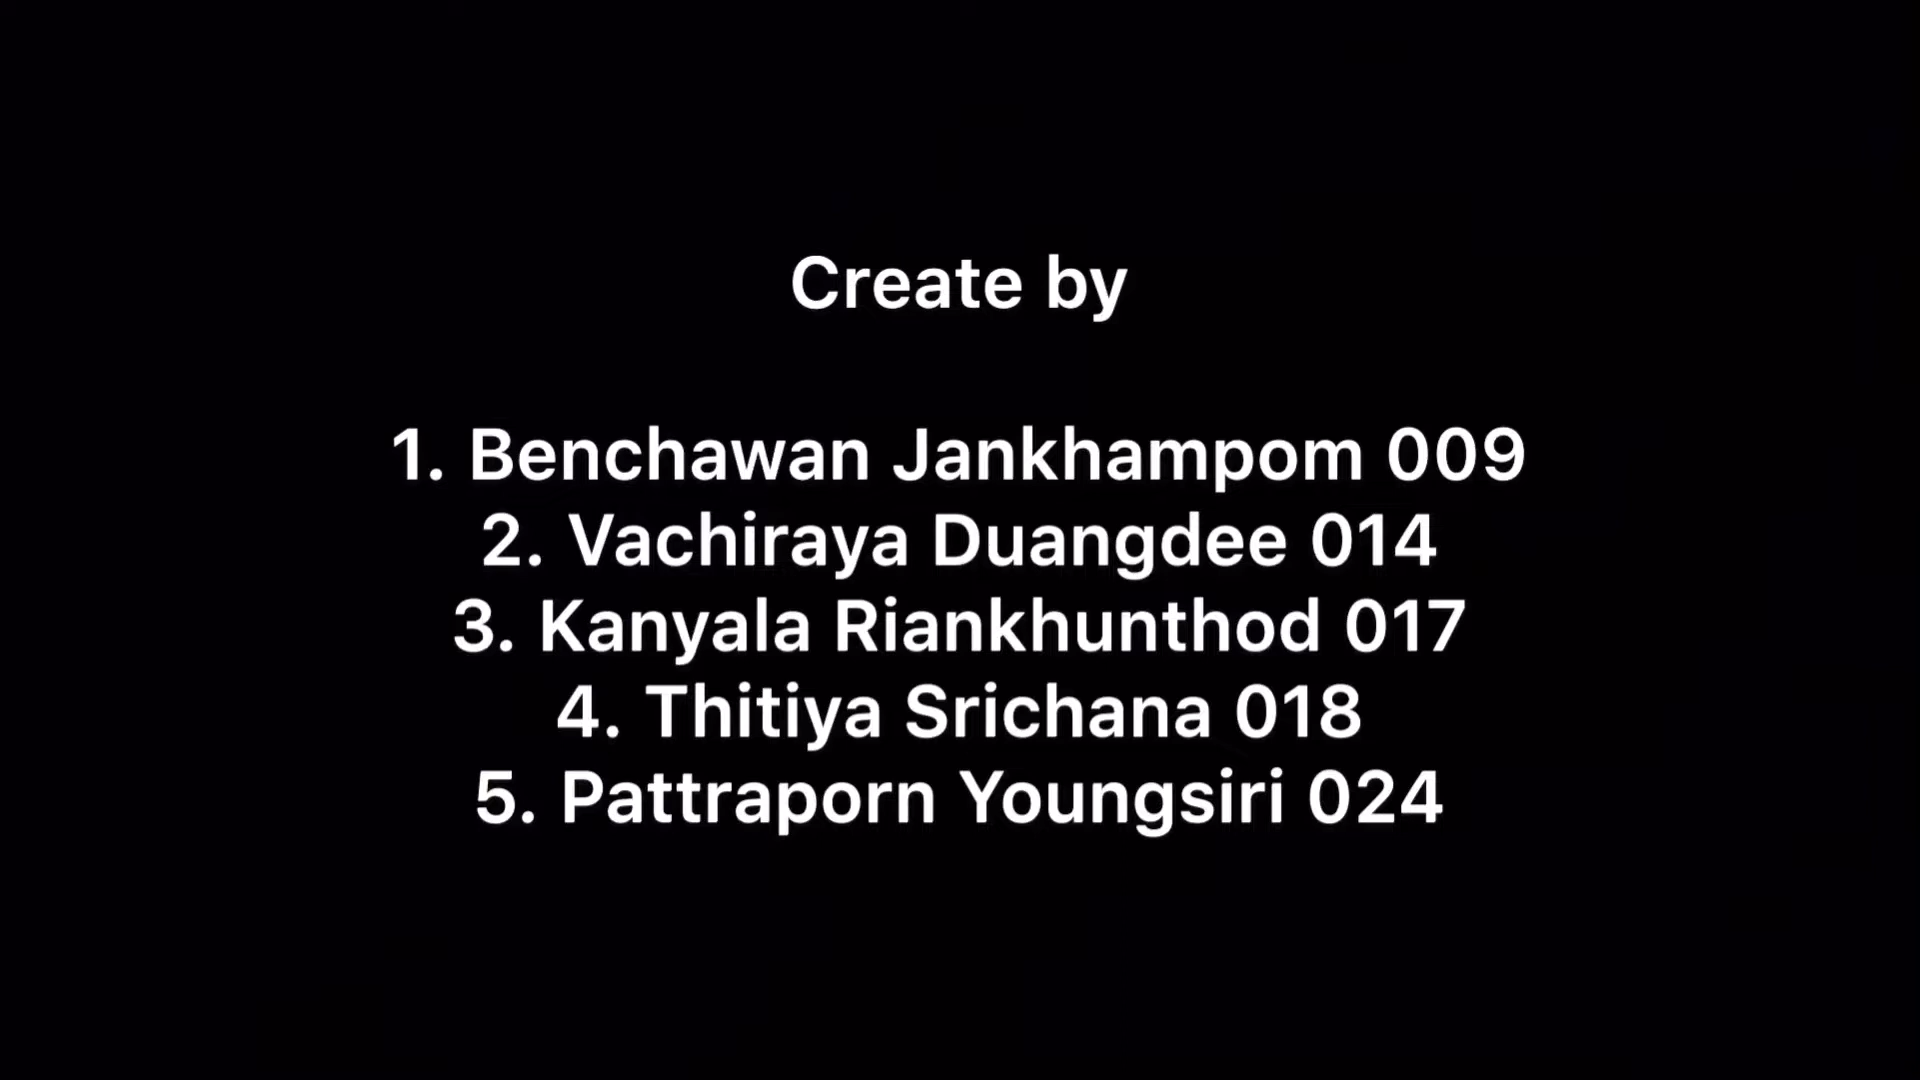 Create by
1. Benchawan Jankhampom 009
2. Vachiraya Duangdee 014
3. Kanyala Riankhunthod 017
4. Thitiya Srichana 018
5. Pattraporn Youngsiri 024